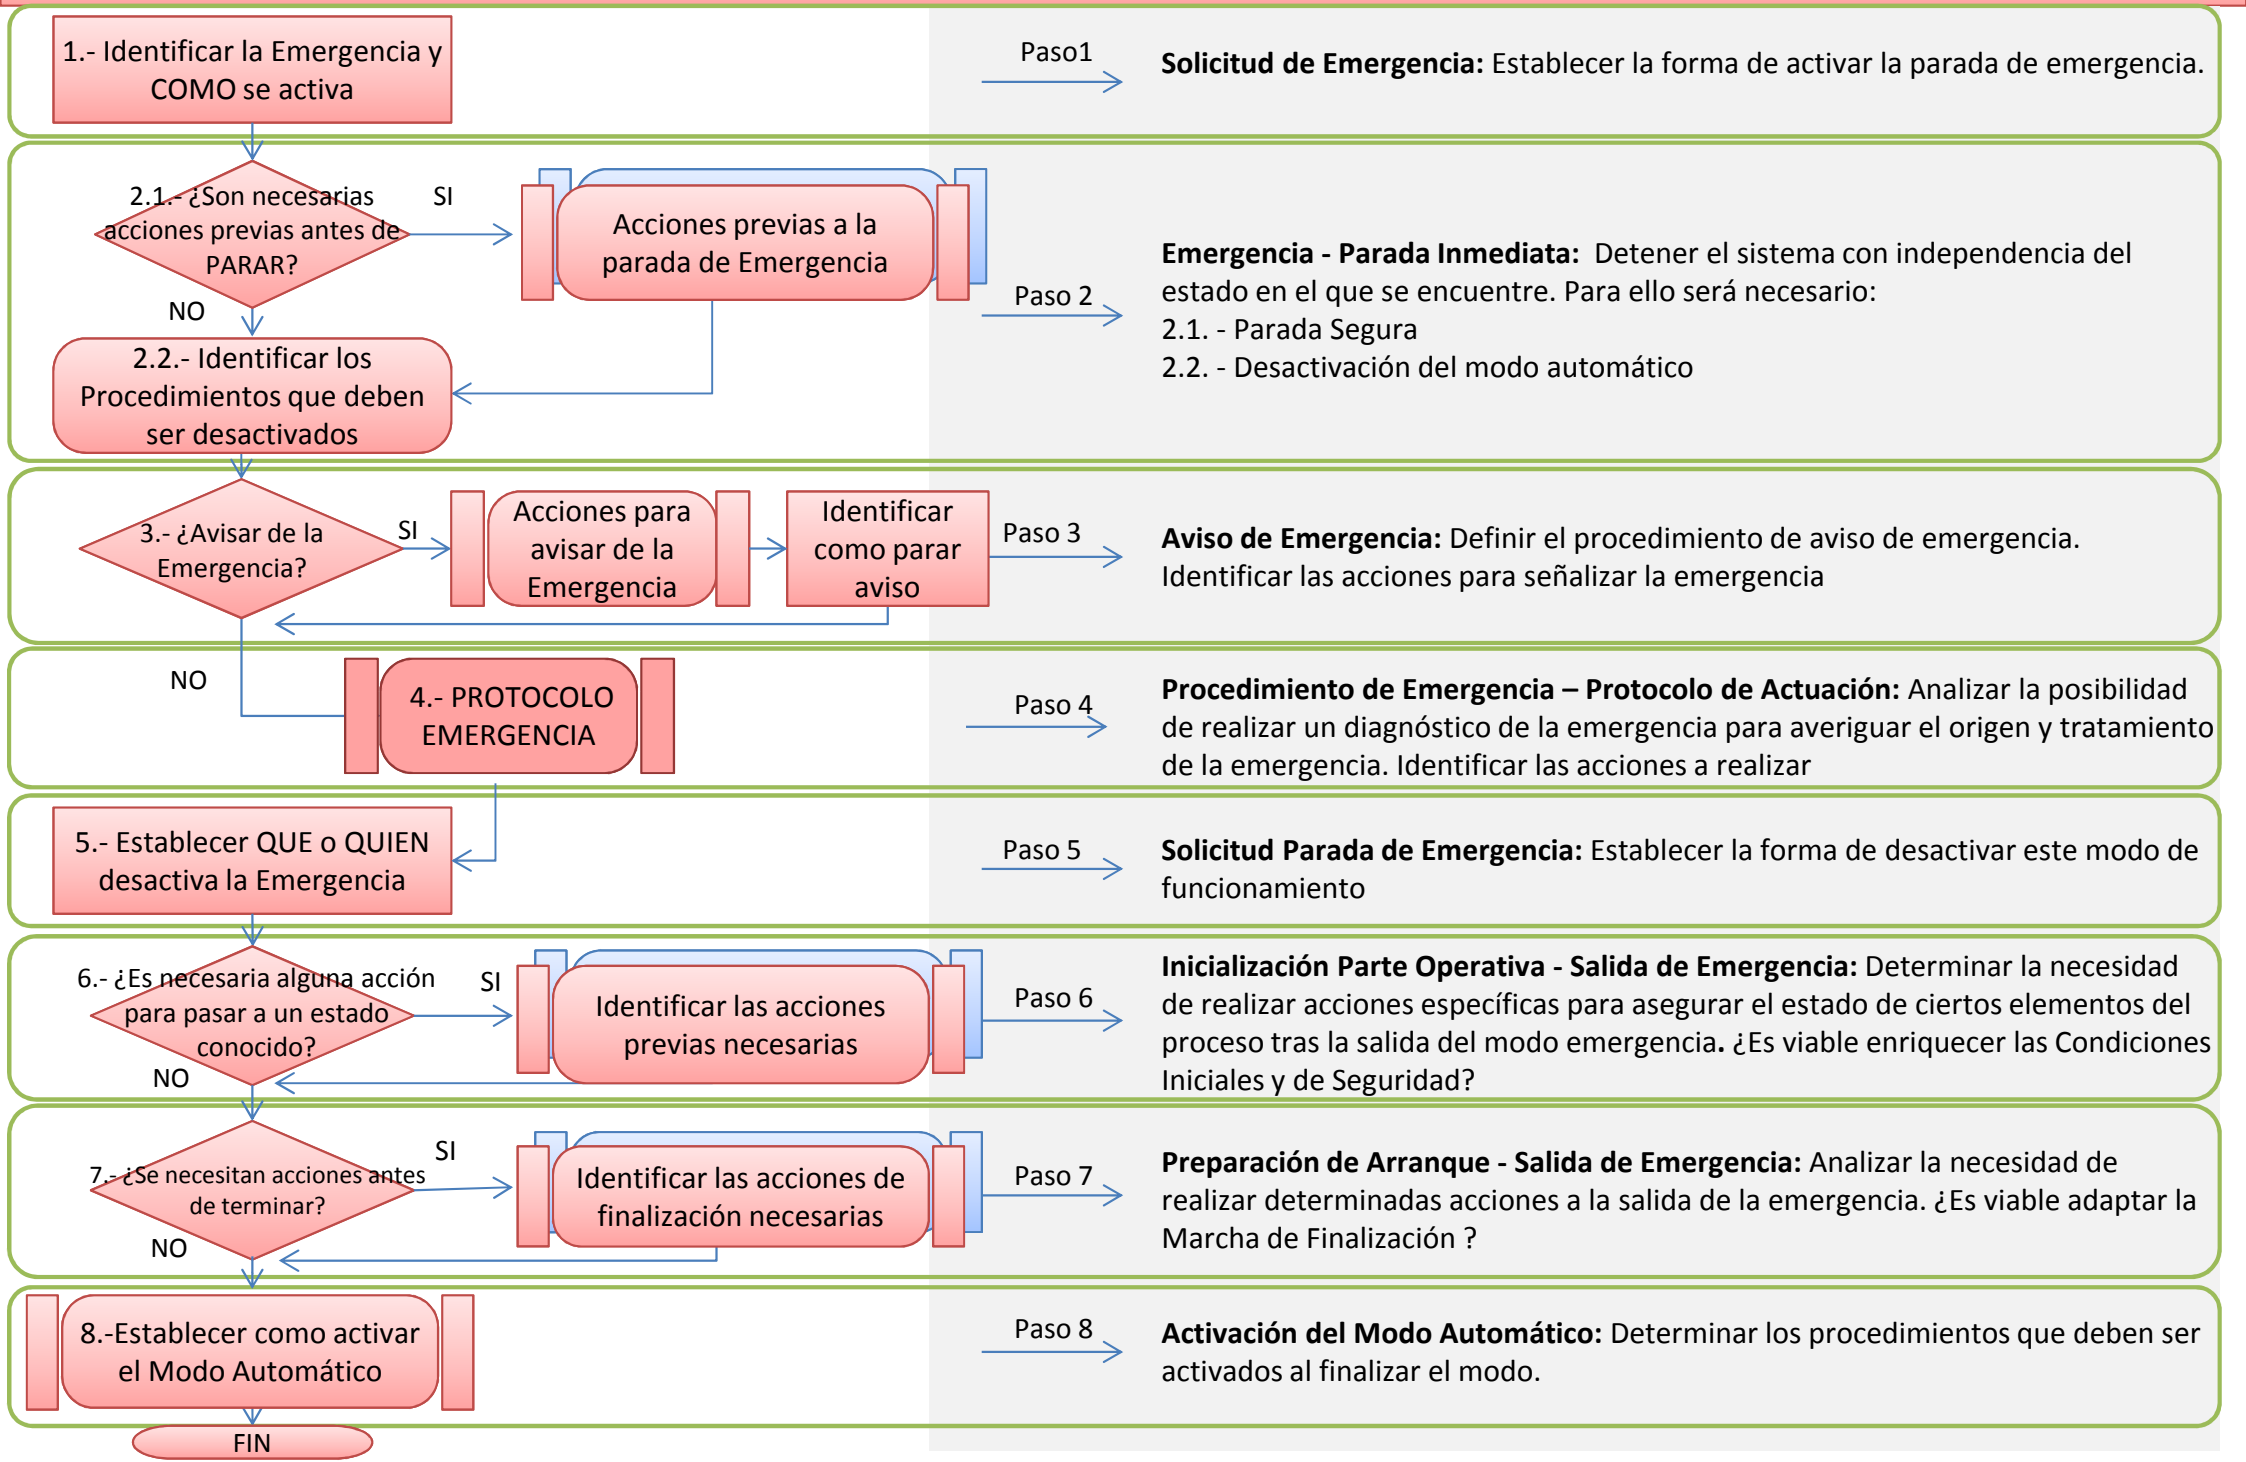 1.- Identificar la Emergencia y
COMO se activa
Paso1
Solicitud de Emergencia: Establecer la forma de activar la parada de emergencia.
2.1.- ¿Son necesarias
acciones previas antes de
PARAR?
SI
NO
Acciones previas a la
parada de Emergencia
2.2.- Identificar los
Procedimientos que deben
ser desactivados
Paso 2
Emergencia - Parada Inmediata: Detener el sistema con independencia del
estado en el que se encuentre. Para ello será necesario:
2.1. - Parada Segura
2.2. - Desactivación del modo automático
3.- ¿Avisar de la
Emergencia?
SI
NO
Acciones para
avisar de la
Emergencia
Identificar
como parar
aviso
Paso 3
Aviso de Emergencia: Definir el procedimiento de aviso de emergencia.
Identificar las acciones para señalizar la emergencia
4.- PROTOCOLO
EMERGENCIA
Paso 4
Procedimiento de Emergencia – Protocolo de Actuación: Analizar la posibilidad
de realizar un diagnóstico de la emergencia para averiguar el origen y tratamiento
de la emergencia. Identificar las acciones a realizar
5.- Establecer QUE o QUIEN
desactiva la Emergencia
Paso 5
Solicitud Parada de Emergencia: Establecer la forma de desactivar este modo de
funcionamiento
6.- ¿Es necesaria alguna acción
para pasar a un estado
conocido?
SI
NO
Identificar las acciones
previas necesarias
Paso 6
Inicialización Parte Operativa - Salida de Emergencia: Determinar la necesidad
de realizar acciones específicas para asegurar el estado de ciertos elementos del
proceso tras la salida del modo emergencia. ¿Es viable enriquecer las Condiciones
Iniciales y de Seguridad?
7.- ¿Se necesitan acciones antes
de terminar?
SI
NO
Identificar las acciones de
finalización necesarias
Paso 7
Preparación de Arranque - Salida de Emergencia: Analizar la necesidad de
realizar determinadas acciones a la salida de la emergencia. ¿Es viable adaptar la
Marcha de Finalización ?
8.-Establecer como activar
el Modo Automático
Paso 8
Activación del Modo Automático: Determinar los procedimientos que deben ser
activados al finalizar el modo.
FIN